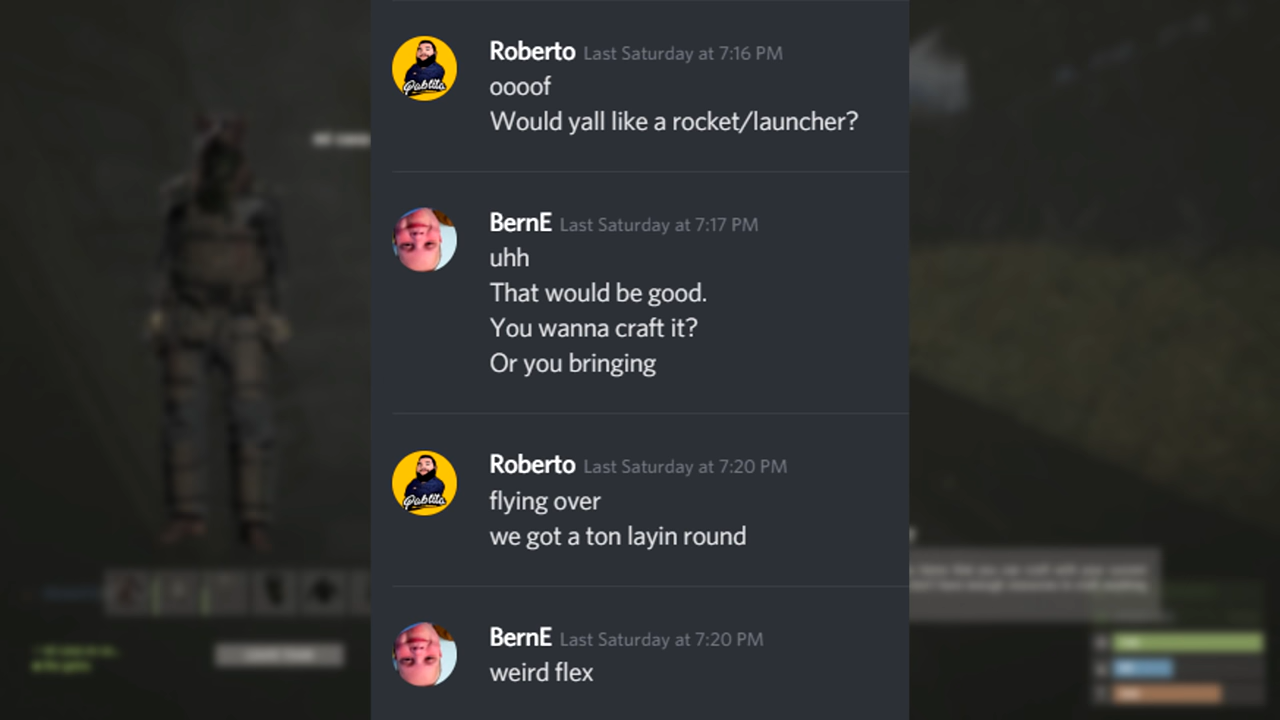 Roberto Last Saturday at 7:16 PM
oooof
Would yall like a rocket/launcher?
Pablito
BernE Last Saturday at 7:17 PM
uhh
That would be good.
You wanna craft it?
Or you bringing
Roberto Last Saturday at 7:20 PM
flying over
we got a ton layin round
Pablito
BernE Last Saturday at 7:20 PM
weird flex